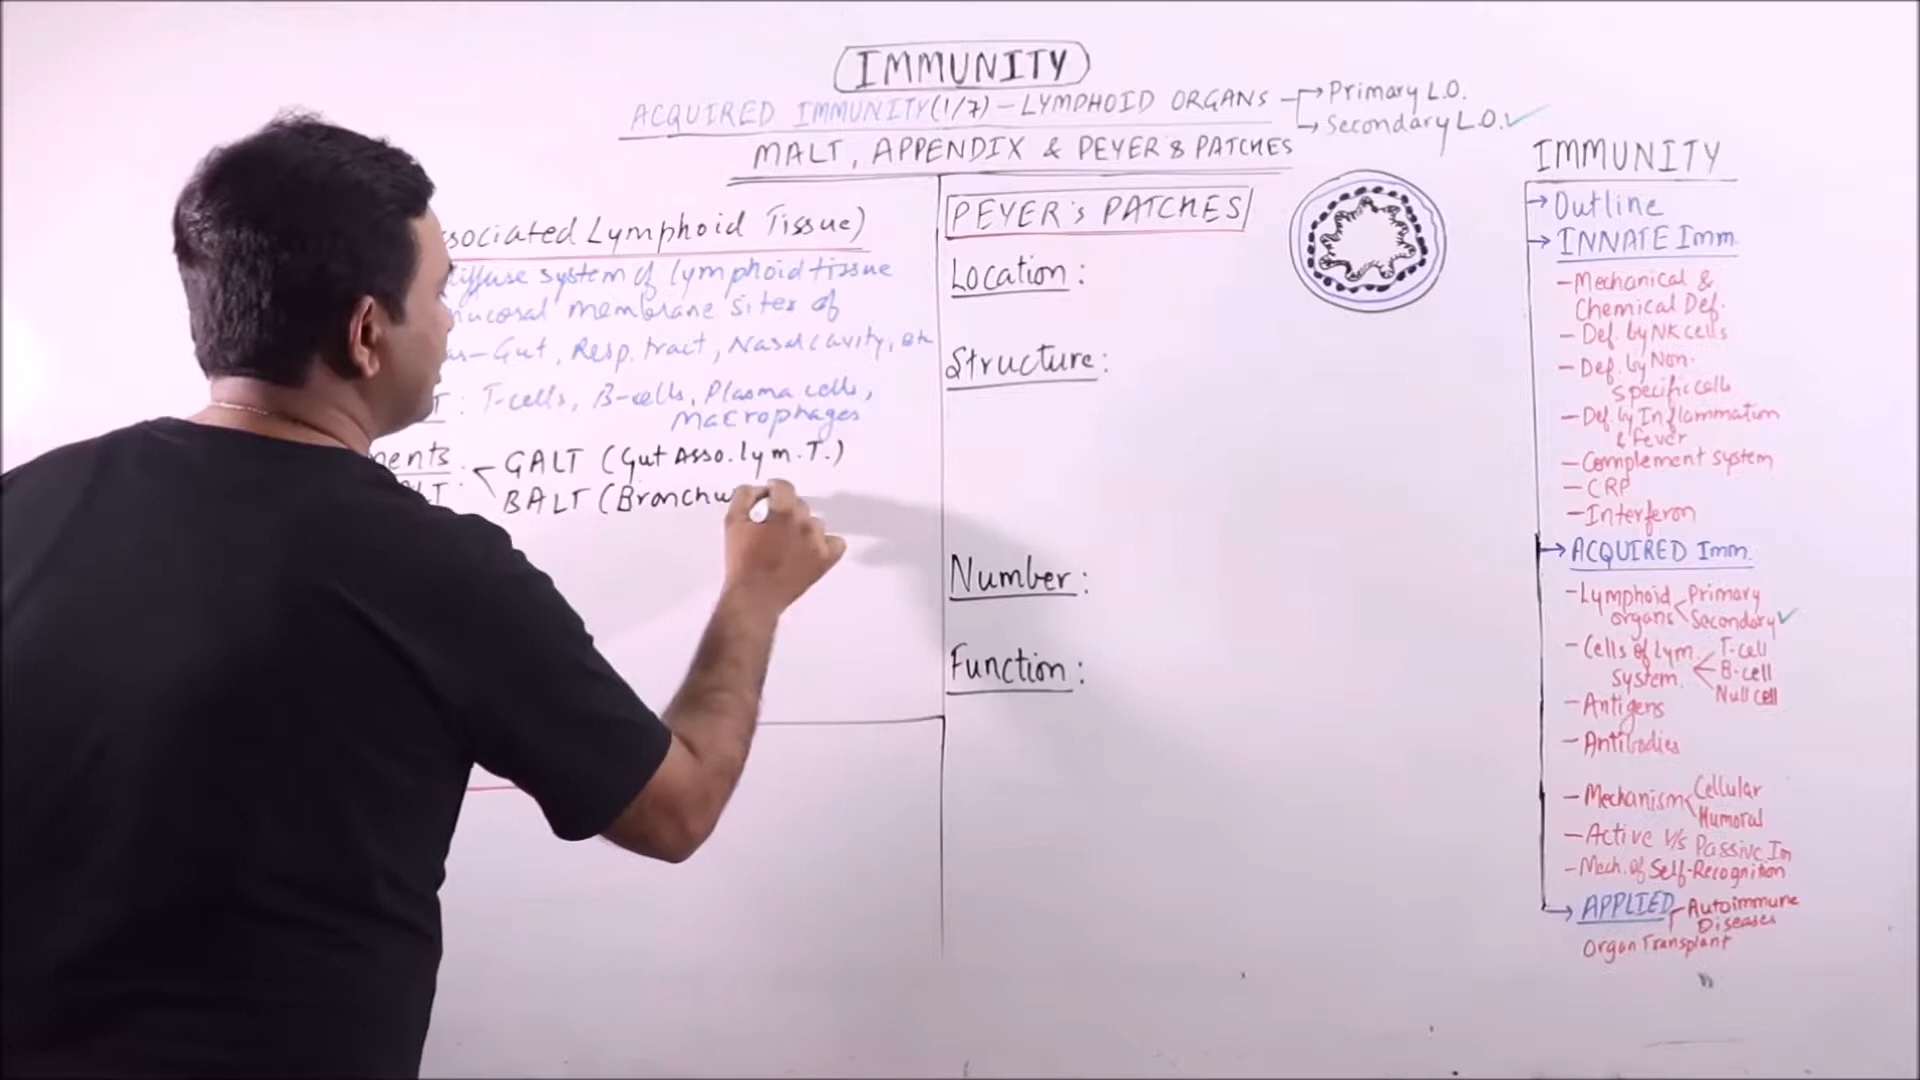 IMMUNITY
ACQUIRED IMMUNITY (1/7) - LYMPHOID ORGANS → Primary L.O.
→ Secondary L.O. ✓
MALT, APPENDIX & PEYER'S PATCHES
ssociated Lymphoid Tissue)
iffuse system of lymphoid tissue
mucosal membrane sites of
as - Gut, Resp. tract, Nasal cavity, etc
T : T-cells, B-cells, Plasma cells,
Macrophages
nents
GALT (Gut Asso. lym. T.)
LT :
BALT (Bronchu
PEYER's PATCHES
Location :
Structure :
Number :
Function :
IMMUNITY
→ Outline
→ INNATE Imm.
- Mechanical &
Chemical Def.
- Def. by NK cells
- Def. by Non-
specific cells
- Def. by Inflammation
& fever
- Complement system
- CRP
- Interferon
→ ACQUIRED Imm.
- Lymphoid Primary
organs Secondary ✓
- Cells of Lym. T-cell
System B-cell
Null cell
- Antigens
- Antibodies
- Mechanism Cellular
Humoral
- Active V/s Passive Im
- Mech. of Self-Recognition
→ APPLIED Autoimmune
Diseases
Organ Transplant